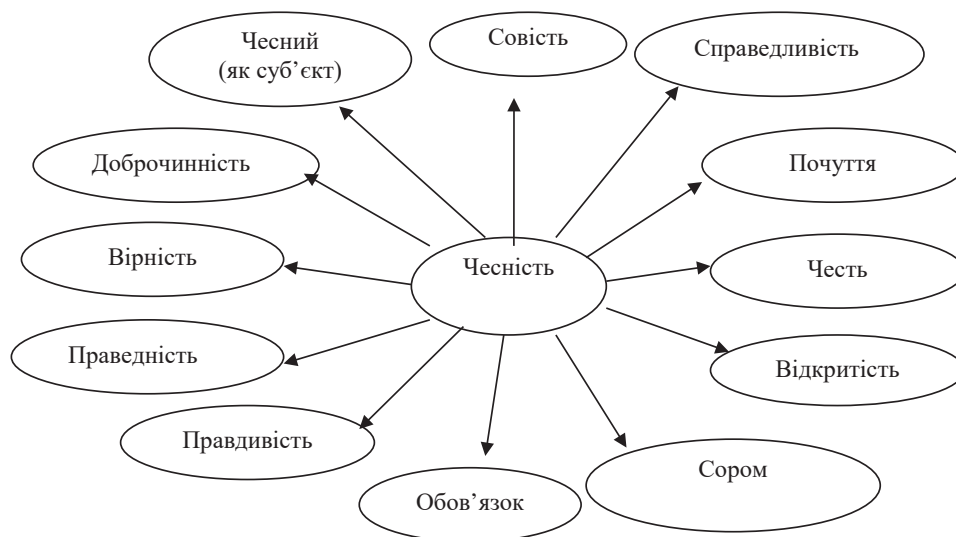 Чесний
(як суб’єкт)
Совість
Справедливість
Доброчинність
Почуття
Вірність
Чесність
Честь
Праведність
Відкритість
Правдивість
Сором
Обов’язок